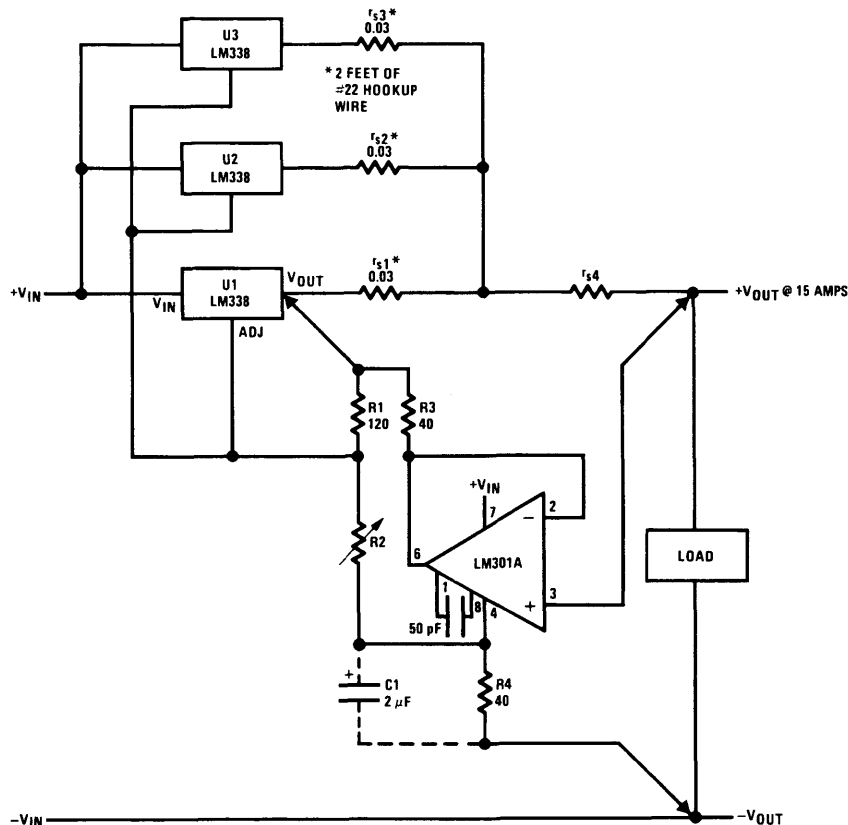 U3
LM338
rs3*
0.03
* 2 FEET OF
#22 HOOKUP
WIRE
U2
LM338
rs2*
0.03
U1
LM338
+VIN
VIN
VOUT
ADJ
rs1*
0.03
rs4
+VOUT @ 15 AMPS
R1
120
R3
40
+VIN
7
2
−
R2
6
LM301A
LOAD
1
8
4
+
3
50 pF
+
C1
2 μF
R4
40
−VIN
−VOUT